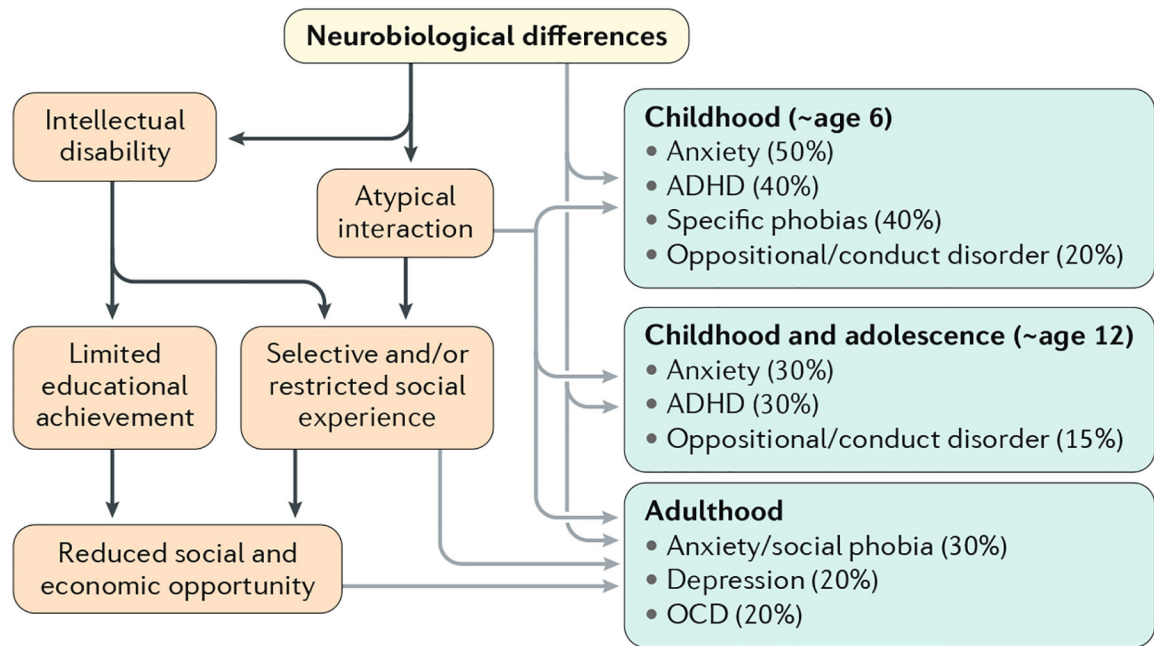 Neurobiological differences
Intellectual
disability
Atypical
interaction
Limited
educational
achievement
Selective and/or
restricted social
experience
Reduced social and
economic opportunity
Childhood (~age 6)
• Anxiety (50%)
• ADHD (40%)
• Specific phobias (40%)
• Oppositional/conduct disorder (20%)
Childhood and adolescence (~age 12)
• Anxiety (30%)
• ADHD (30%)
• Oppositional/conduct disorder (15%)
Adulthood
• Anxiety/social phobia (30%)
• Depression (20%)
• OCD (20%)